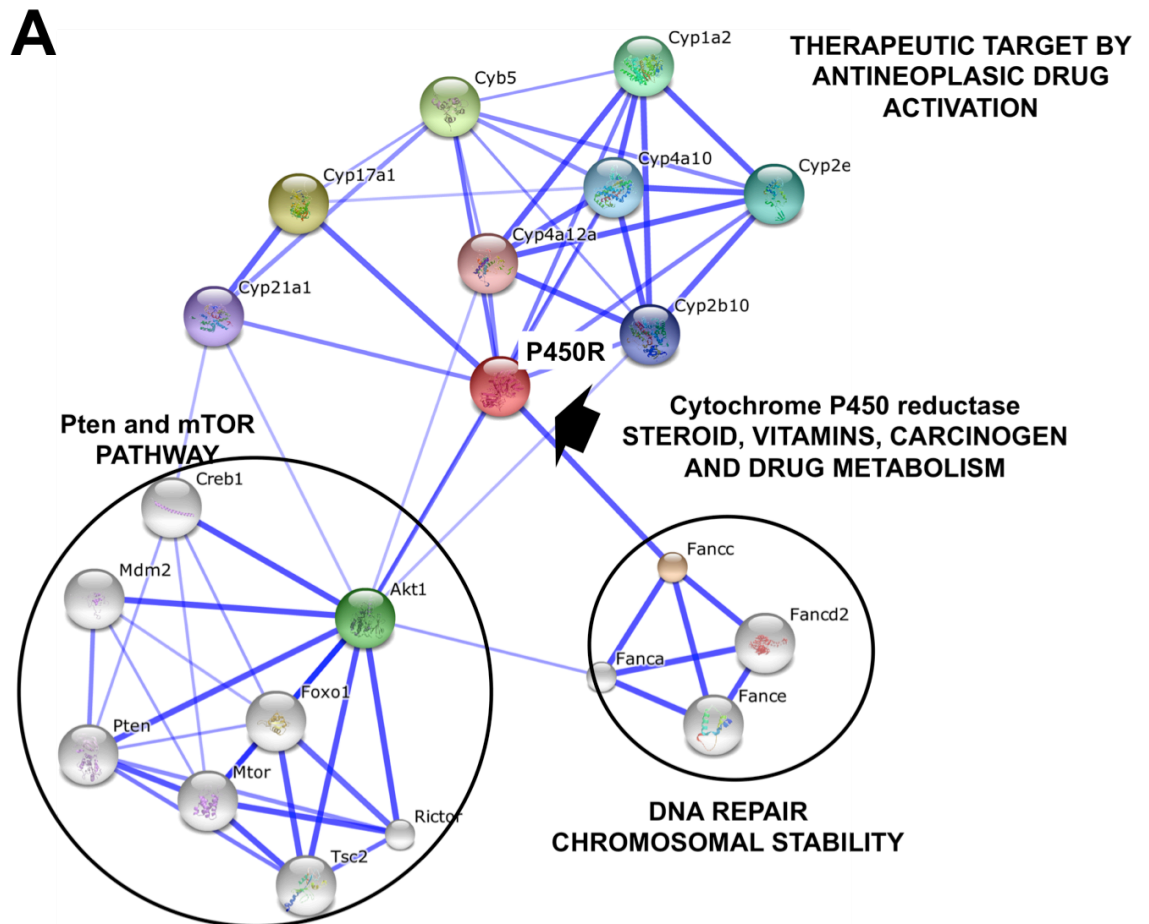 A
Cyp1a2
THERAPEUTIC TARGET BY
ANTINEOPLASIC DRUG
ACTIVATION
Cyb5
Cyp4a10
Cyp2e
Cyp17a1
Cyp4a12a
Cyp21a1
Cyp2b10
P450R
Cytochrome P450 reductase
STEROID, VITAMINS, CARCINOGEN
AND DRUG METABOLISM
Pten and mTOR
PATHWAY
Creb1
Mdm2
Akt1
Foxo1
Pten
Mtor
Rictor
Tsc2
Fancc
Fancd2
Fanca
Fance
DNA REPAIR
CHROMOSOMAL STABILITY